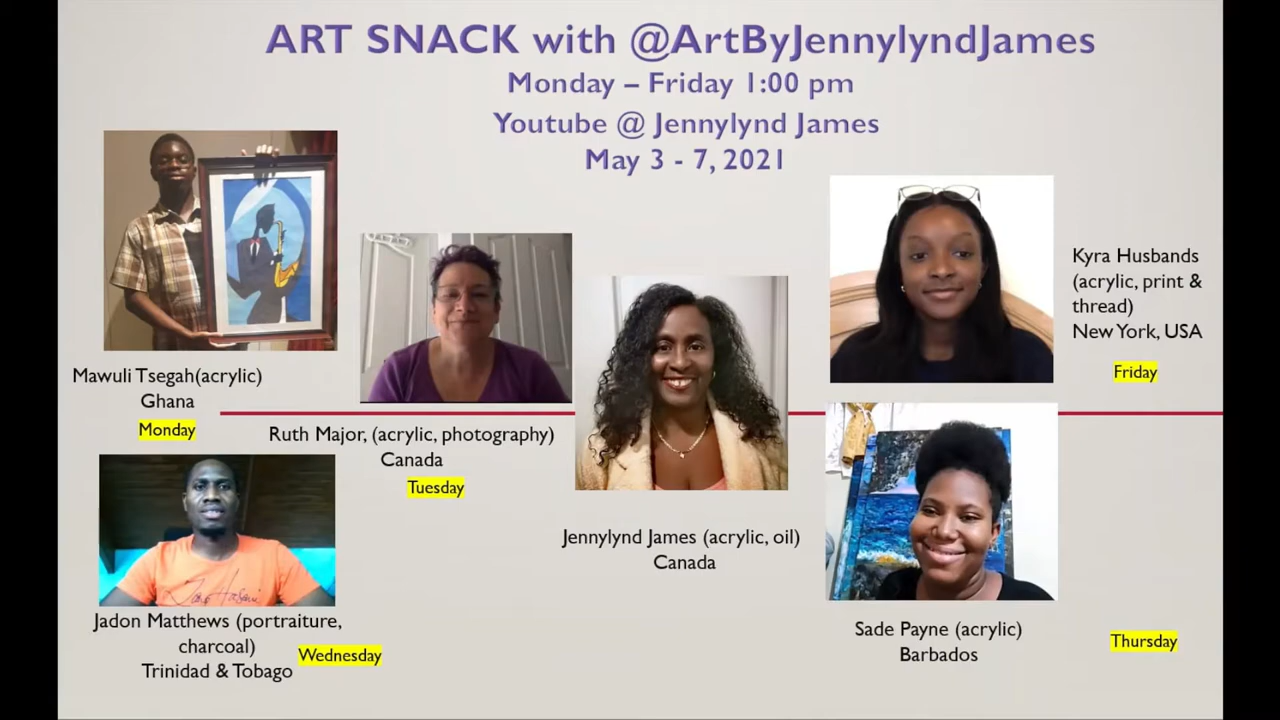 ART SNACK with @ArtByJennylyndJames
Monday – Friday 1:00 pm
Youtube @ Jennylynd James
May 3 - 7, 2021
Mawuli Tsegah(acrylic)
Ghana
Monday
Ruth Major, (acrylic, photography)
Canada
Tuesday
Jadon Matthews (portraiture,
charcoal)
Trinidad & Tobago
Wednesday
Jennylynd James (acrylic, oil)
Canada
Kyra Husbands
(acrylic, print &
thread)
New York, USA
Friday
Sade Payne (acrylic)
Barbados
Thursday